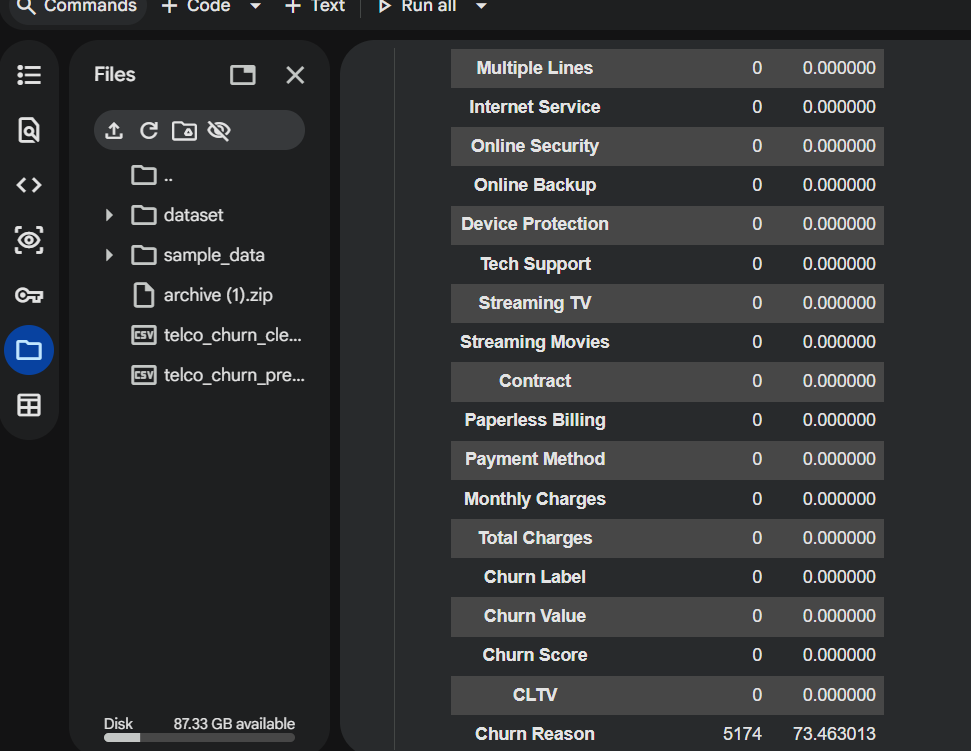 Commands + Code + Text Run all
Files
..
dataset
sample_data
archive (1).zip
CSV telco_churn_cle...
CSV telco_churn_pre...
Disk 87.33 GB available
Multiple Lines 0 0.000000
Internet Service 0 0.000000
Online Security 0 0.000000
Online Backup 0 0.000000
Device Protection 0 0.000000
Tech Support 0 0.000000
Streaming TV 0 0.000000
Streaming Movies 0 0.000000
Contract 0 0.000000
Paperless Billing 0 0.000000
Payment Method 0 0.000000
Monthly Charges 0 0.000000
Total Charges 0 0.000000
Churn Label 0 0.000000
Churn Value 0 0.000000
Churn Score 0 0.000000
CLTV 0 0.000000
Churn Reason 5174 73.463013